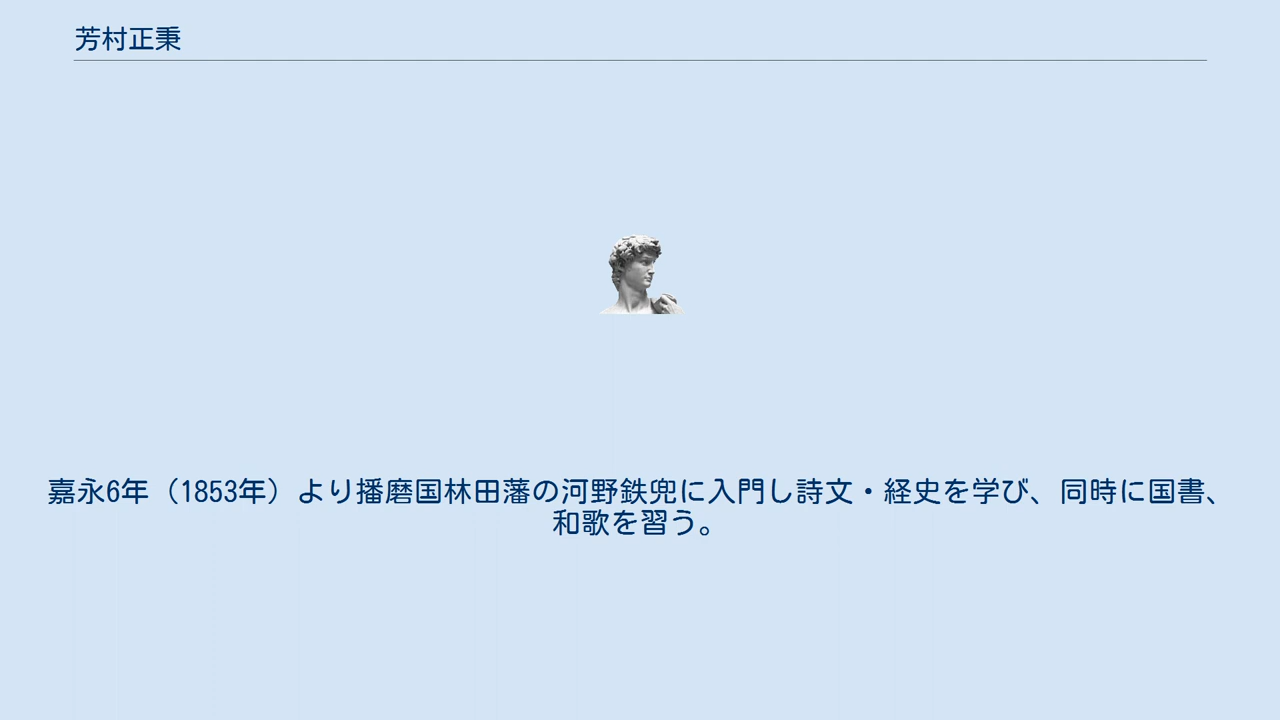 芳村正秉
嘉永6年（1853年）より播磨国林田藩の河野鉄兜に入門し詩文・経史を学び、同時に国書、
和歌を習う。